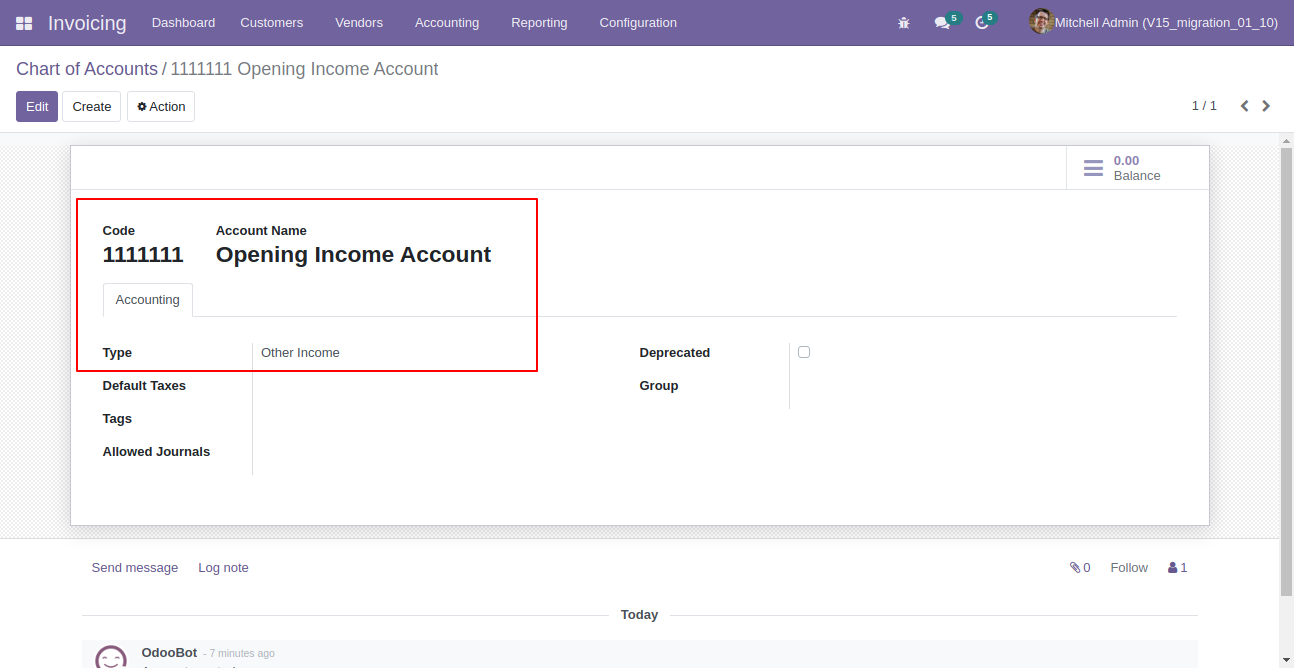 Invoicing Dashboard Customers Vendors Accounting Reporting Configuration 5 5 Mitchell Admin (V15_migration_01_10)
Chart of Accounts / 1111111 Opening Income Account
Edit Create Action 1 / 1
0.00
Balance
Code Account Name
1111111 Opening Income Account
Accounting
Type Other Income Deprecated
Default Taxes Group
Tags
Allowed Journals
Send message Log note 0 Follow 1
Today
OdooBot - 7 minutes ago